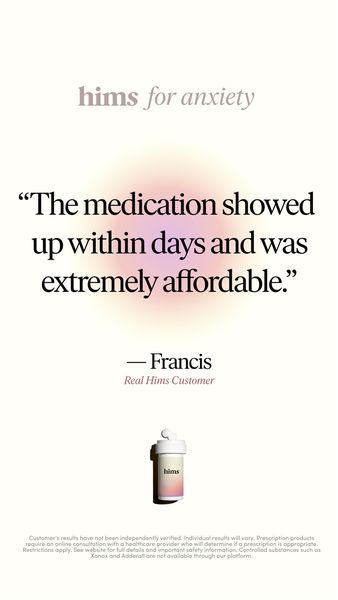 hims for anxiety
“The medication showed
up within days and was
extremely affordable.”
— Francis
Real Hims Customer
hims
Customer's results have not been independently verified. Individual results will vary. Prescription products
require an online consultation with a healthcare provider who will determine if a prescription is appropriate.
Restrictions apply. See website for full details and important safety information. Controlled substances such as
Xanax and Adderall are not available through our platform